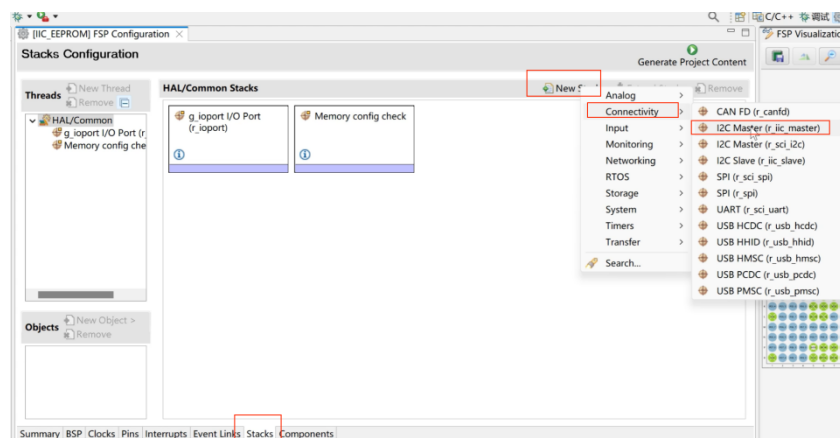 C/C++ 调试
[IIC_EEPROM] FSP Configuration
FSP Visualizatio
Stacks Configuration
Generate Project Content
Threads
New Thread
Remove
HAL/Common Stacks
New S
Remove
HAL/Common
g_ioport I/O Port (r_
Memory config che
g_ioport I/O Port
(r_ioport)
Memory config check
Analog
Connectivity
Input
Monitoring
Networking
RTOS
Storage
System
Timers
Transfer
Search...
CAN FD (r_canfd)
I2C Master (r_iic_master)
I2C Master (r_sci_i2c)
I2C Slave (r_iic_slave)
SPI (r_sci_spi)
SPI (r_spi)
UART (r_sci_uart)
USB HCDC (r_usb_hcdc)
USB HHID (r_usb_hhid)
USB HMSC (r_usb_hmsc)
USB PCDC (r_usb_pcdc)
USB PMSC (r_usb_pmsc)
Objects
New Object >
Remove
Summary BSP Clocks Pins Interrupts Event Links Stacks Components